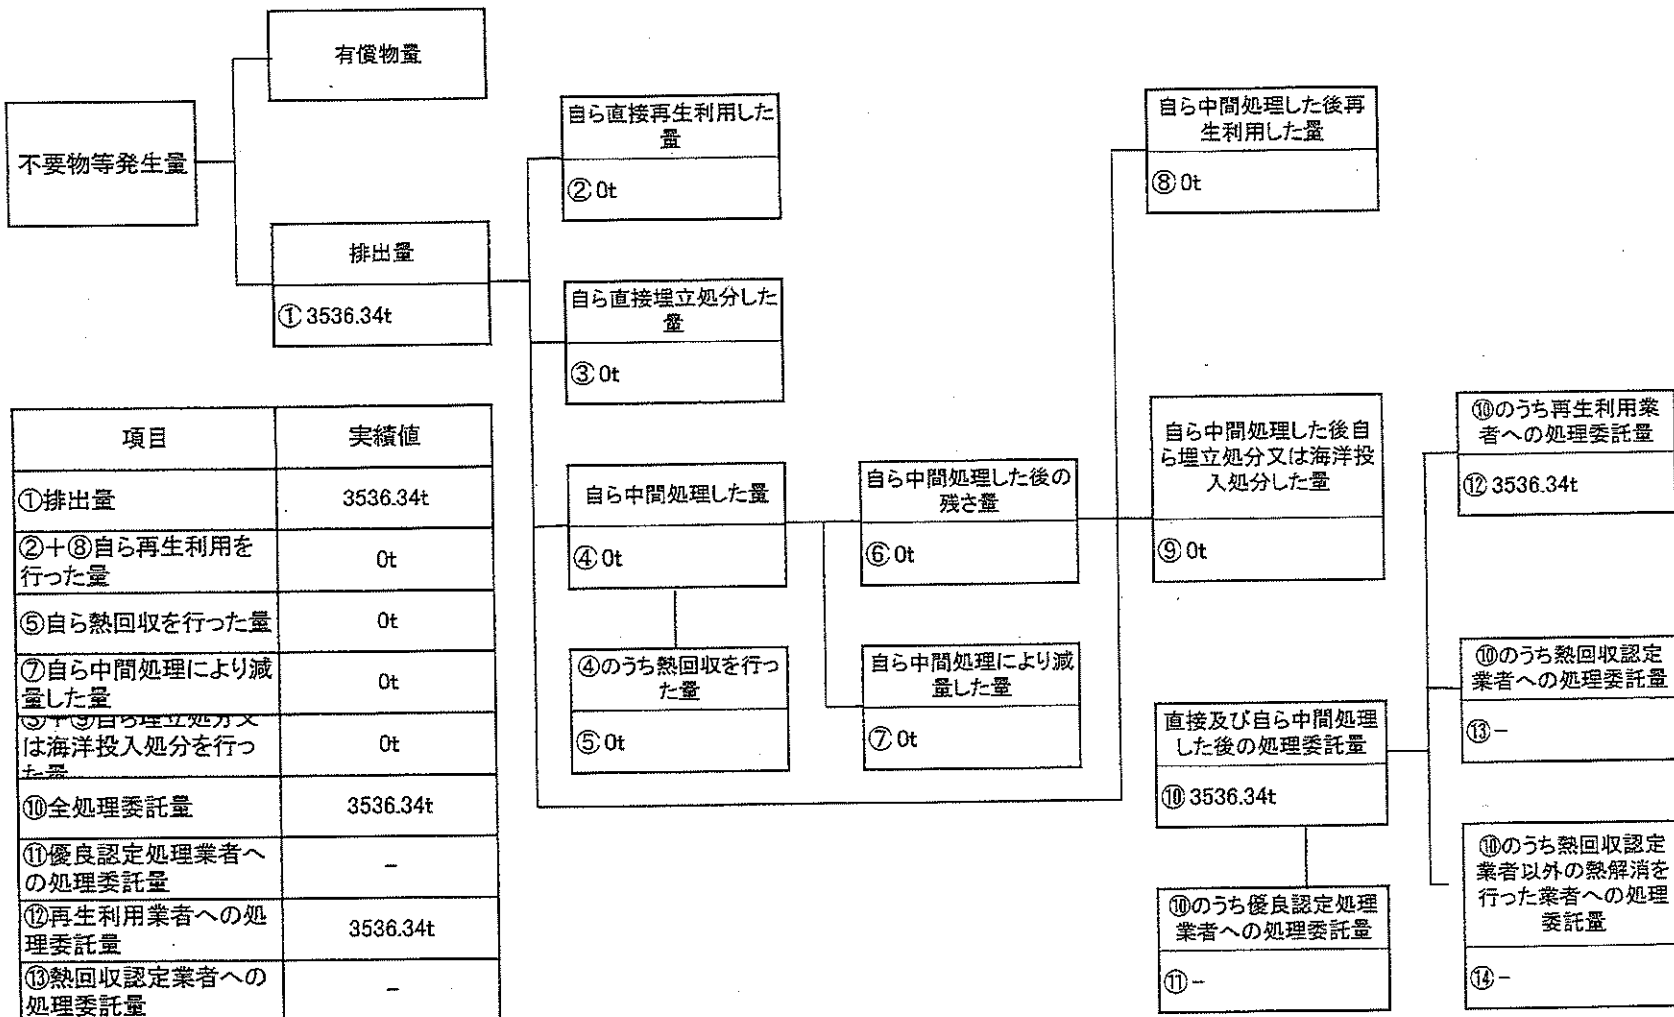 有償物量
不要物等発生量
排出量
① 3536.34t
自ら直接再生利用した
量
② 0t
自ら直接埋立処分した
量
③ 0t
自ら中間処理した量
④ 0t
④のうち熱回収を行っ
た量
⑤ 0t
自ら中間処理した後の
残さ量
⑥ 0t
自ら中間処理により減
量した量
⑦ 0t
自ら中間処理した後再
生利用した量
⑧ 0t
自ら中間処理した後自
ら埋立処分又は海洋投
入処分した量
⑨ 0t
直接及び自ら中間処理
した後の処理委託量
⑩ 3536.34t
⑩のうち優良認定処理
業者への処理委託量
⑪ −
⑩のうち再生利用業
者への処理委託量
⑫ 3536.34t
⑩のうち熱回収認定
業者への処理委託量
⑬ −
⑩のうち熱回収認定
業者以外の熱解消を
行った業者への処理
委託量
⑭ −
項目 実績値
①排出量 3536.34t
②+⑧自ら再生利用を
行った量 0t
⑤自ら熱回収を行った量 0t
⑦自ら中間処理により減
量した量 0t
③+⑨自ら埋立処分又
は海洋投入処分を行っ
た量 0t
⑩全処理委託量 3536.34t
⑪優良認定処理業者へ
の処理委託量 −
⑫再生利用業者への処
理委託量 3536.34t
⑬熱回収認定業者への
処理委託量 −